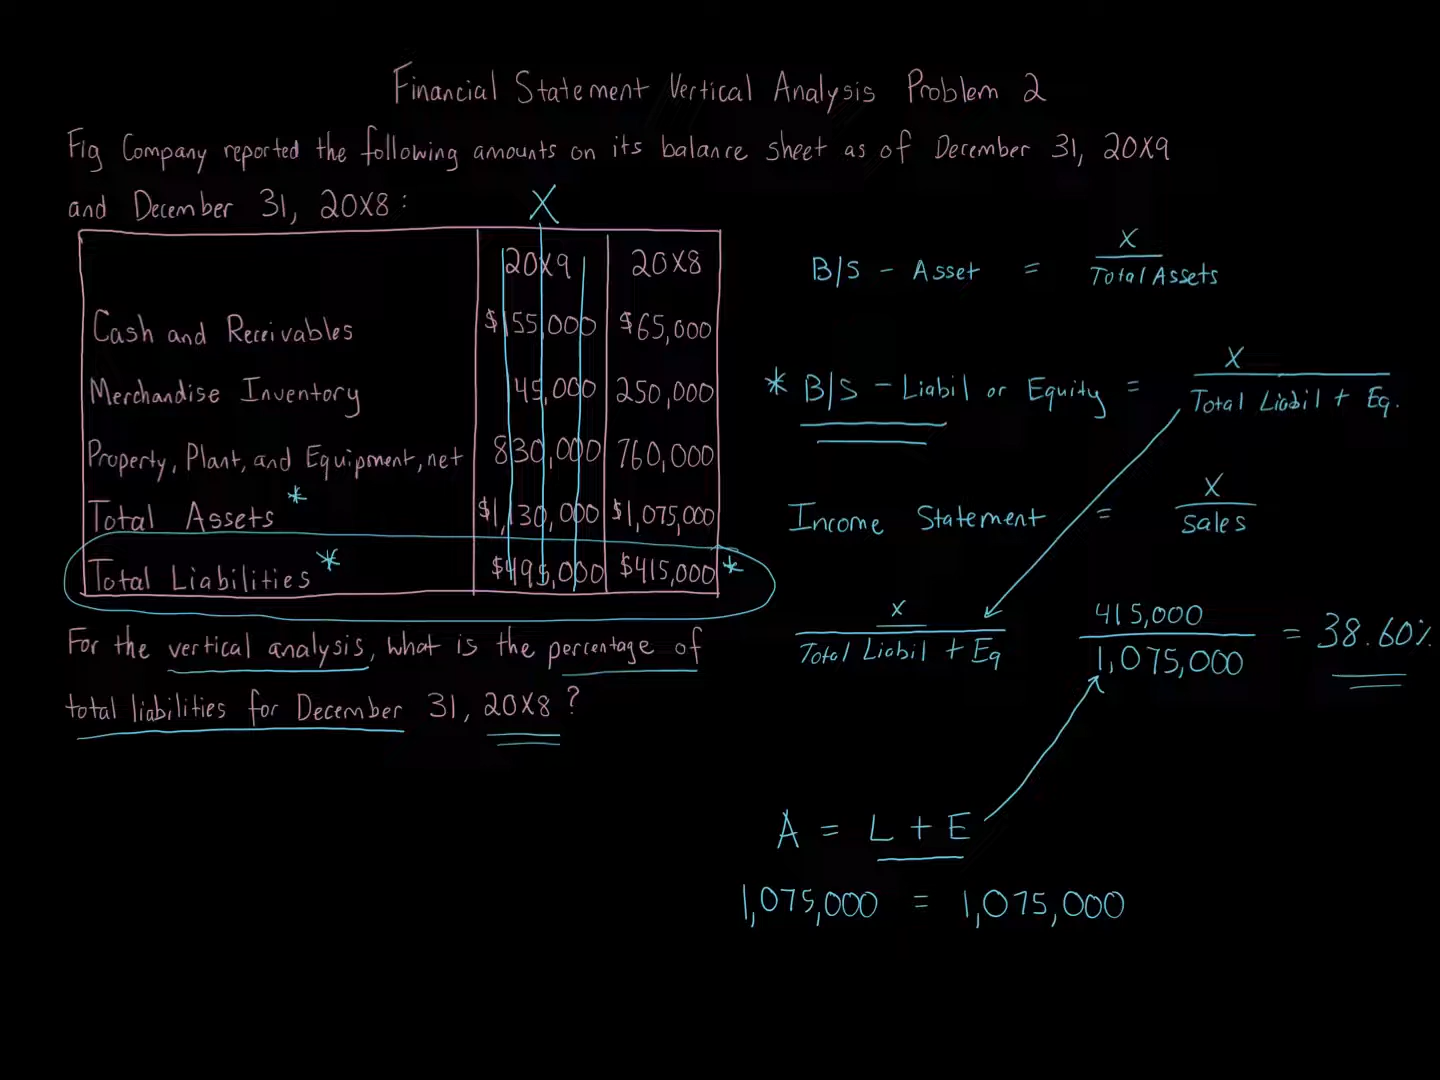 Financial Statement Vertical Analysis Problem 2
Fig Company reported the following amounts on its balance sheet as of December 31, 20X9
and December 31, 20X8:
X
20X9 20X8
Cash and Receivables $155,000 $65,000
Merchandise Inventory 45,000 250,000
Property, Plant, and Equipment, net 830,000 760,000
Total Assets * $1,130,000 $1,075,000
Total Liabilities * $495,000 $415,000 *
For the vertical analysis, what is the percentage of
total liabilities for December 31, 20X8?
X
B/S - Asset = Total Assets
X
* B/S - Liabil or Equity = Total Liabil + Eq.
X
Income Statement = Sales
X
Total Liabil + Eq
415,000
1,075,000 = 38.60%
A = L + E
1,075,000 = 1,075,000